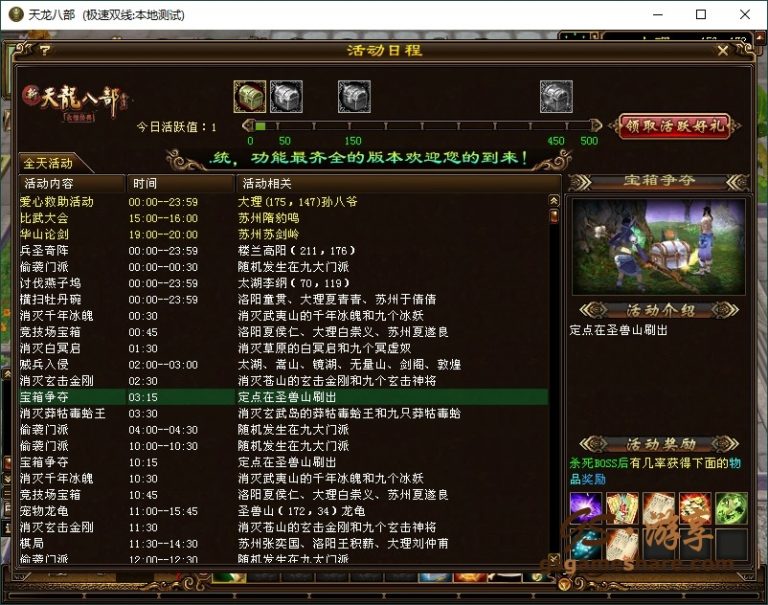 天龙八部 (极速双线:本地测试)
?
活动日程
新天龍八部
今日活跃值：1
0 50 150 450 500
领取活跃好礼
全天活动
.统，功能最齐全的版本欢迎您的到来！
活动内容 时间 活动相关
宝箱争夺
爱心救助活动 00:00--23:59 大理(175，147)孙八爷
比武大会 15:00--16:00 苏州隋豹鸣
华山论剑 19:00--20:00 苏州苏剑岭
兵圣奇阵 00:00--23:59 楼兰高阳（211，176）
偷袭门派 00:00--00:30 随机发生在九大门派
讨伐燕子坞 00:00--23:59 太湖李纲（70，119）
横扫牡丹碗 00:00--23:59 洛阳童贯、大理夏青青、苏州于倩倩
消灭千年冰魄 00:30 消灭武夷山的千年冰魄和九个冰妖
竞技场宝箱 00:45 洛阳夏侯仁、大理白崇义、苏州夏遂良
消灭白冥启 01:30 消灭草原的白冥启和九个冥虚奴
贼兵入侵 02:00--03:00 太湖、嵩山、镜湖、无量山、剑阁、敦煌
消灭玄击金刚 02:30 消灭苍山的玄击金刚和九个玄击神将
宝箱争夺 03:15 定点在圣兽山刷出
消灭莽牯毒蛤王 03:30 消灭玄武岛的莽牯毒蛤王和九只莽牯毒蛤
偷袭门派 04:00--04:30 随机发生在九大门派
偷袭门派 10:00--10:30 随机发生在九大门派
宝箱争夺 10:15 定点在圣兽山刷出
消灭千年冰魄 10:30 消灭武夷山的千年冰魄和九个冰妖
竞技场宝箱 10:45 洛阳夏侯仁、大理白崇义、苏州夏遂良
宠物龙龟 11:00--15:45 圣兽山（172，34）龙龟
消灭玄击金刚 11:30 消灭苍山的玄击金刚和九个玄击神将
棋局 11:30--14:30 苏州张奕国、洛阳王积薪、大理刘仲甫
偷袭门派 12:00--12:30 随机发生在九大门派
活动介绍
定点在圣兽山刷出
活动奖励
杀死BOSS后有几率获得下面的物
品奖励
游享